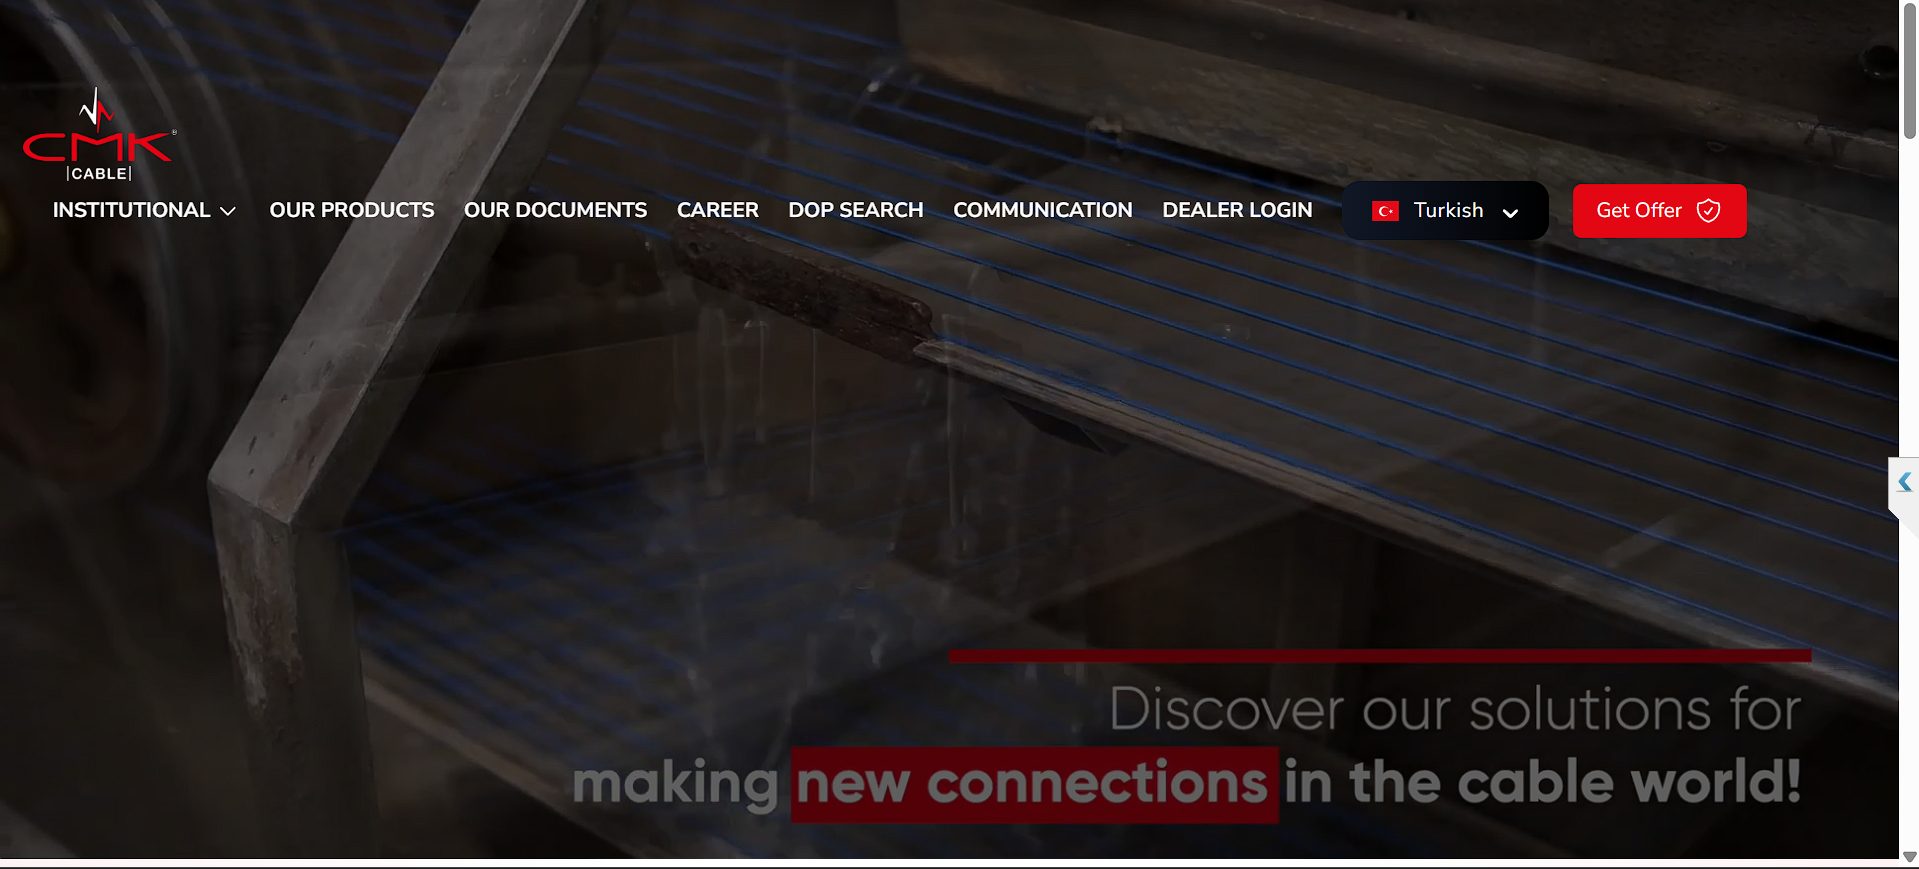 CMK®
|CABLE|
INSTITUTIONAL OUR PRODUCTS OUR DOCUMENTS CAREER DOP SEARCH COMMUNICATION DEALER LOGIN Turkish Get Offer
Discover our solutions for
making new connections in the cable world!